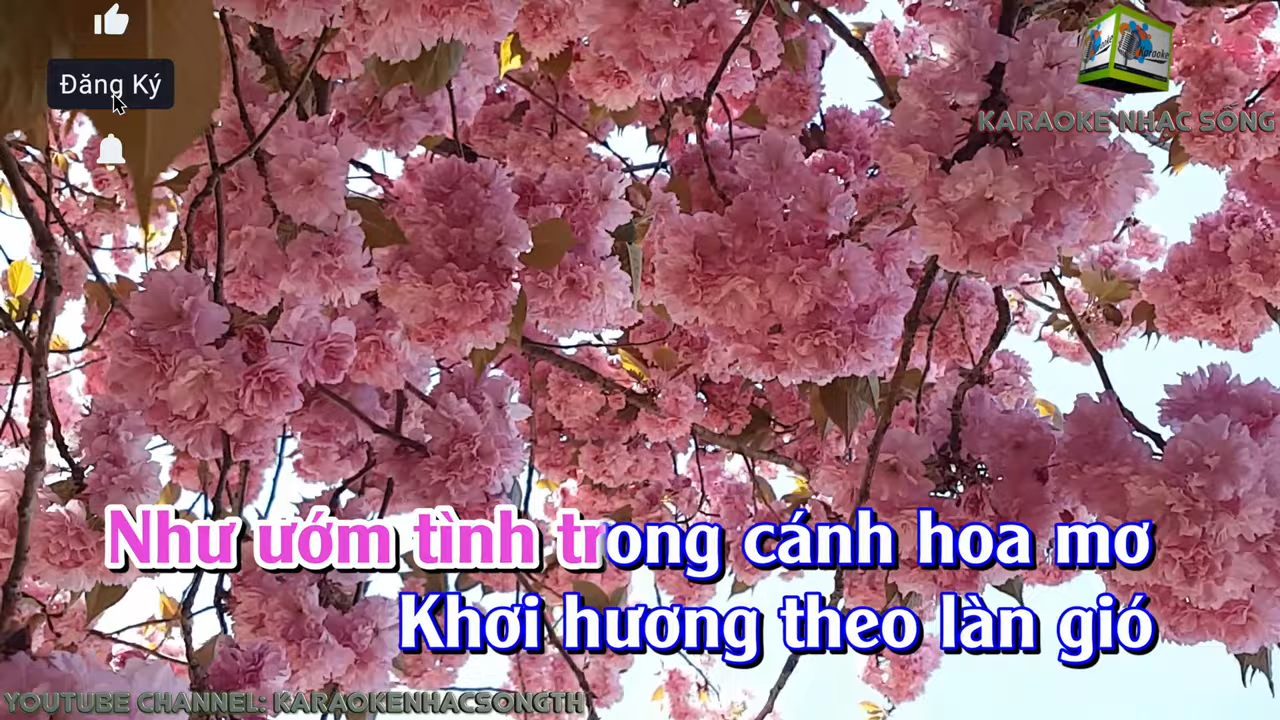 Đăng Ký
Karaoke
KARAOKE NHẠC SỐNG
Như ướm tình trong cánh hoa mơ
Khơi hương theo làn gió
YOUTUBE CHANNEL: KARAOKENHACSONGTH